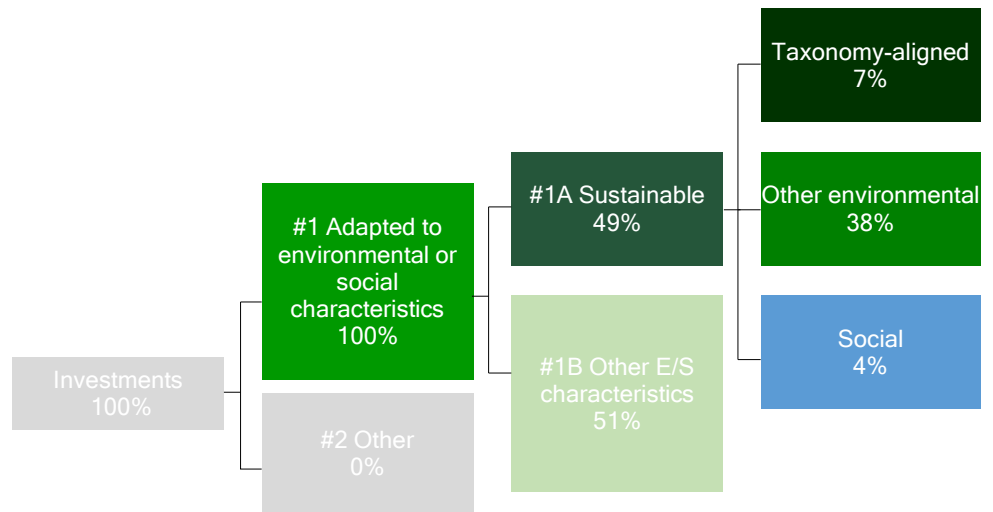 Investments
100%
#1 Adapted to
environmental or
social
characteristics
100%
#2 Other
0%
#1A Sustainable
49%
#1B Other E/S
characteristics
51%
Taxonomy-aligned
7%
Other environmental
38%
Social
4%